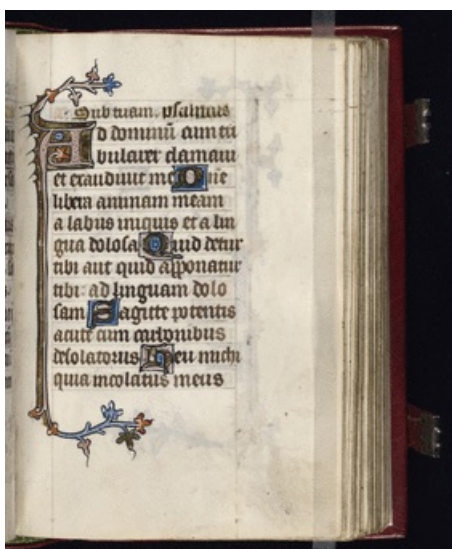 Sub tuam. psalmus
Ad dominū cum tri
bularer clamaui
et exaudiuit me Dne
libera animam meam
a labiis iniquis et a lin
gua dolosa Quid detur
tibi aut quid apponatur
tibi: ad linguam dolo
sam Sagitte potentis
acute cum carbonibus
desolatoriis Heu michi
quia incolatus meus